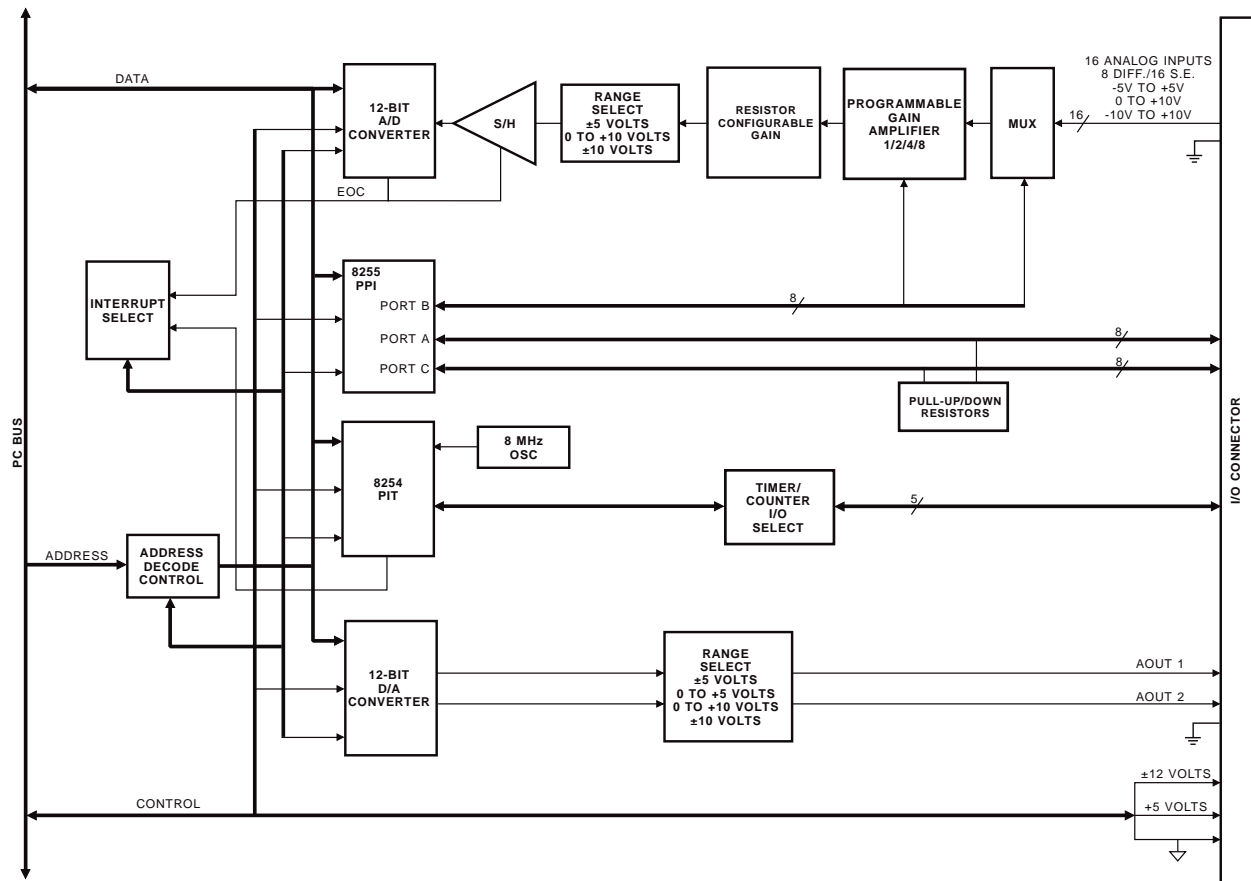 DATA
12-BIT
A/D
CONVERTER
S/H
RANGE
SELECT
±5 VOLTS
0 TO +10 VOLTS
±10 VOLTS
RESISTOR
CONFIGURABLE
GAIN
PROGRAMMABLE
GAIN
AMPLIFIER
1/2/4/8
MUX
16
16 ANALOG INPUTS
8 DIFF./16 S.E.
-5V TO +5V
0 TO +10V
-10V TO +10V
EOC
INTERRUPT
SELECT
8255
PPI
PORT B
PORT A
PORT C
8
8
8
PULL-UP/DOWN
RESISTORS
PC BUS
I/O CONNECTOR
8 MHz
OSC
8254
PIT
TIMER/
COUNTER
I/O
SELECT
5
ADDRESS
ADDRESS
DECODE
CONTROL
12-BIT
D/A
CONVERTER
RANGE
SELECT
±5 VOLTS
0 TO +5 VOLTS
0 TO +10 VOLTS
±10 VOLTS
AOUT 1
AOUT 2
CONTROL
±12 VOLTS
+5 VOLTS